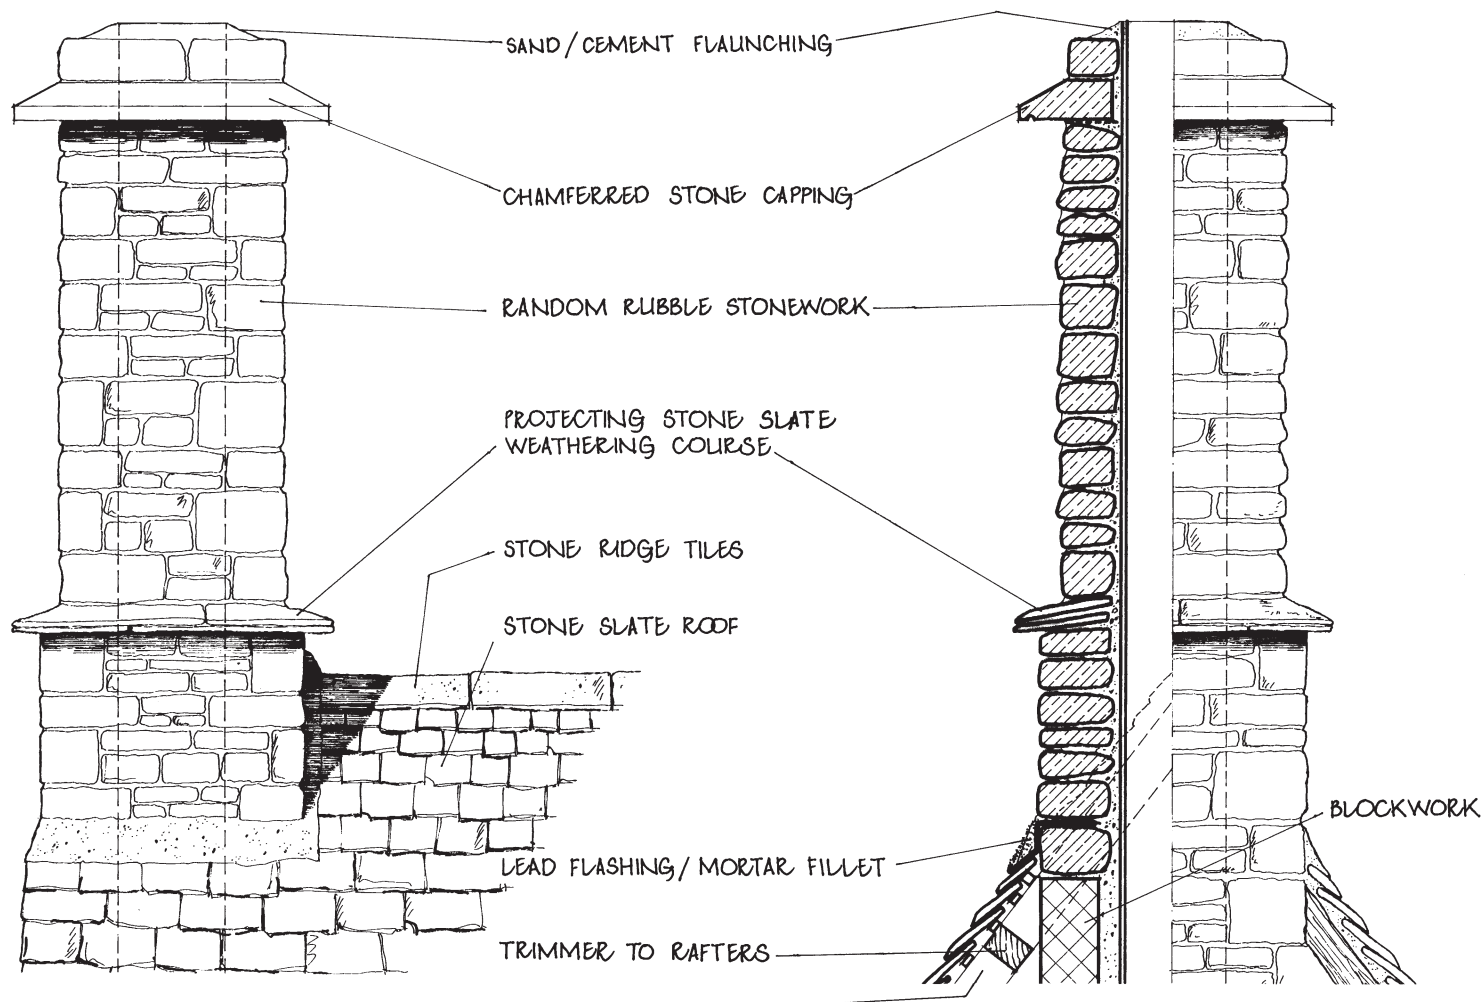 SAND/CEMENT FLAUNCHING
CHAMFERRED STONE CAPPING
RANDOM RUBBLE STONEWORK
PROJECTING STONE SLATE
WEATHERING COURSE
STONE RIDGE TILES
STONE SLATE ROOF
BLOCKWORK
LEAD FLASHING/MORTAR FILLET
TRIMMER TO RAFTERS